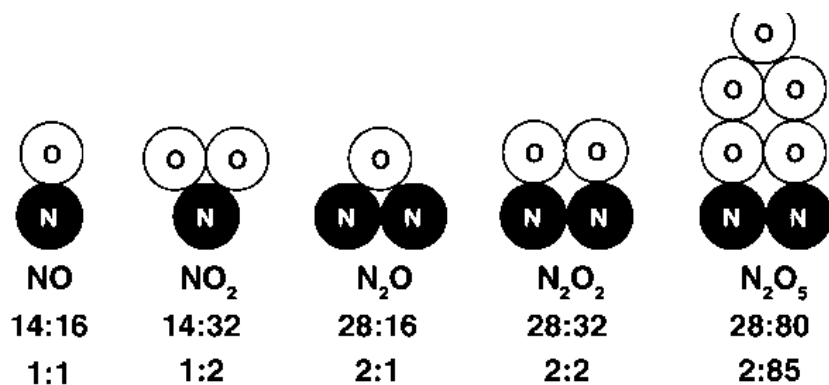 O
O O
O O O O O O O
N N N N N N N N
NO NO₂ N₂O N₂O₂ N₂O₅
14:16 14:32 28:16 28:32 28:80
1:1 1:2 2:1 2:2 2:85